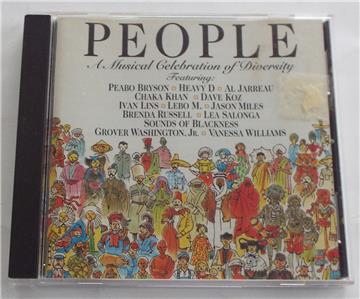 PEOPLE
A Musical Celebration of Diversity
Featuring:
PEABO BRYSON HEAVY D AL JARREAU
CHAKA KHAN DAVE KOZ
IVAN LINS LEBO M. JASON MILES
BRENDA RUSSELL LEA SALONGA
SOUNDS OF BLACKNESS
GROVER WASHINGTON, JR. VANESSA WILLIAMS